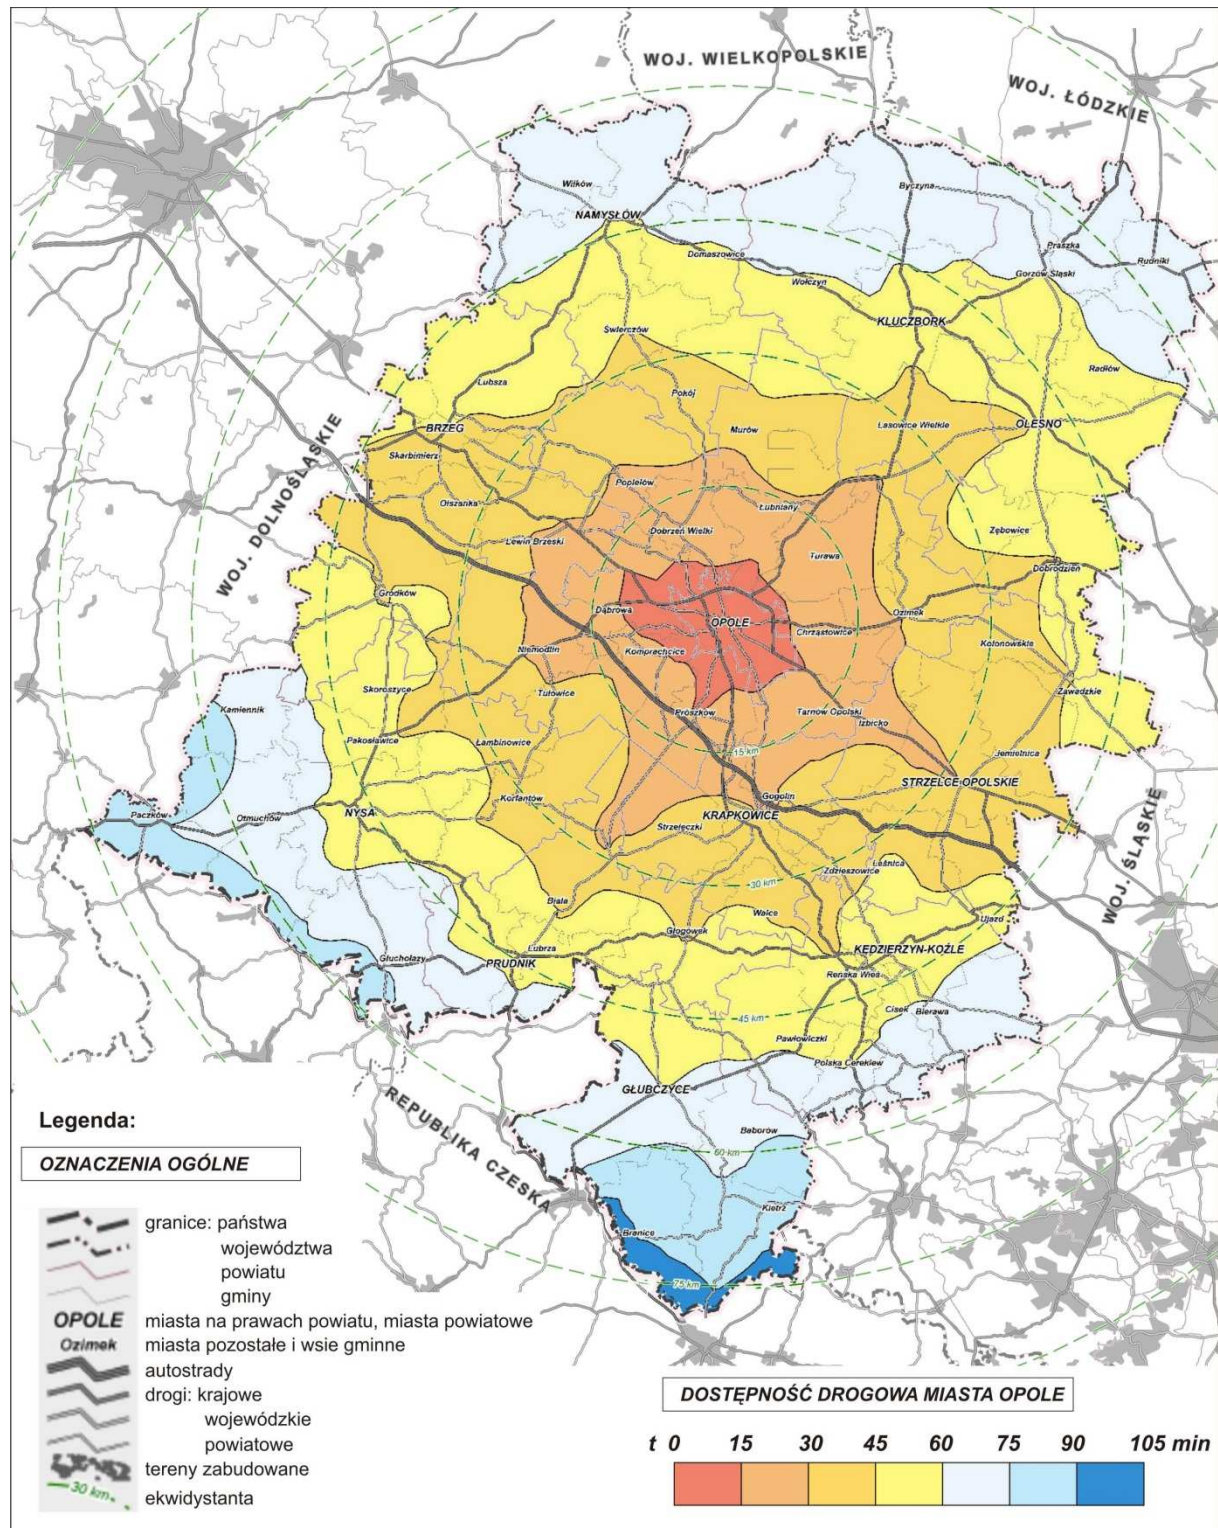 WOJ. WIELKOPOLSKIE
WOJ. ŁÓDZKIE
Wilków
Byczyna
NAMYSŁÓW
Praszka
Domaszowice
Rudniki
Wołczyn
Gorzów Śląski
KLUCZBORK
Świerczów
Radłów
Lubsza
Pokój
BRZEG
Murów
Lasowice Wielkie
OLESNO
Skarbimierz
WOJ. DOLNOŚLĄSKIE
Popielów
Olszanka
Łubniany
Zębowice
Dobrzeń Wielki
Lewin Brzeski
Turawa
Dobrodzień
Grodków
Dąbrowa
Ozimek
OPOLE
Chrząstowice
Kolonowskie
Niemodlin
Komprachcice
Skoroszyce
Tułowice
Zawadzkie
Kamiennik
Prószków
Tarnów Opolski
Izbicko
Pakosławice
Łambinowice
15 km
Jemielnica
STRZELCE OPOLSKIE
Korfantów
Gogolin
Paczków
Otmuchów
NYSA
KRAPKOWICE
Strzeleczki
WOJ. ŚLĄSKIE
Leśnica
Zdzieszowice
30 km
Biała
Walce
Ujazd
Głogówek
Lubrza
KĘDZIERZYN-KOŹLE
Głuchołazy
PRUDNIK
Reńska Wieś
Cisek
Bierawa
45 km
Pawłowiczki
Polska Cerekiew
GŁUBCZYCE
REPUBLIKA CZESKA
Baborów
60 km
Kietrz
Branice
75 km
Legenda:
OZNACZENIA OGÓLNE
granice: państwa
województwa
powiatu
gminy
OPOLE miasta na prawach powiatu, miasta powiatowe
Ozimek miasta pozostałe i wsie gminne
autostrady
drogi: krajowe
wojewódzkie
powiatowe
tereny zabudowane
30 km ekwidystanta
DOSTĘPNOŚĆ DROGOWA MIASTA OPOLE
t 0 15 30 45 60 75 90 105 min